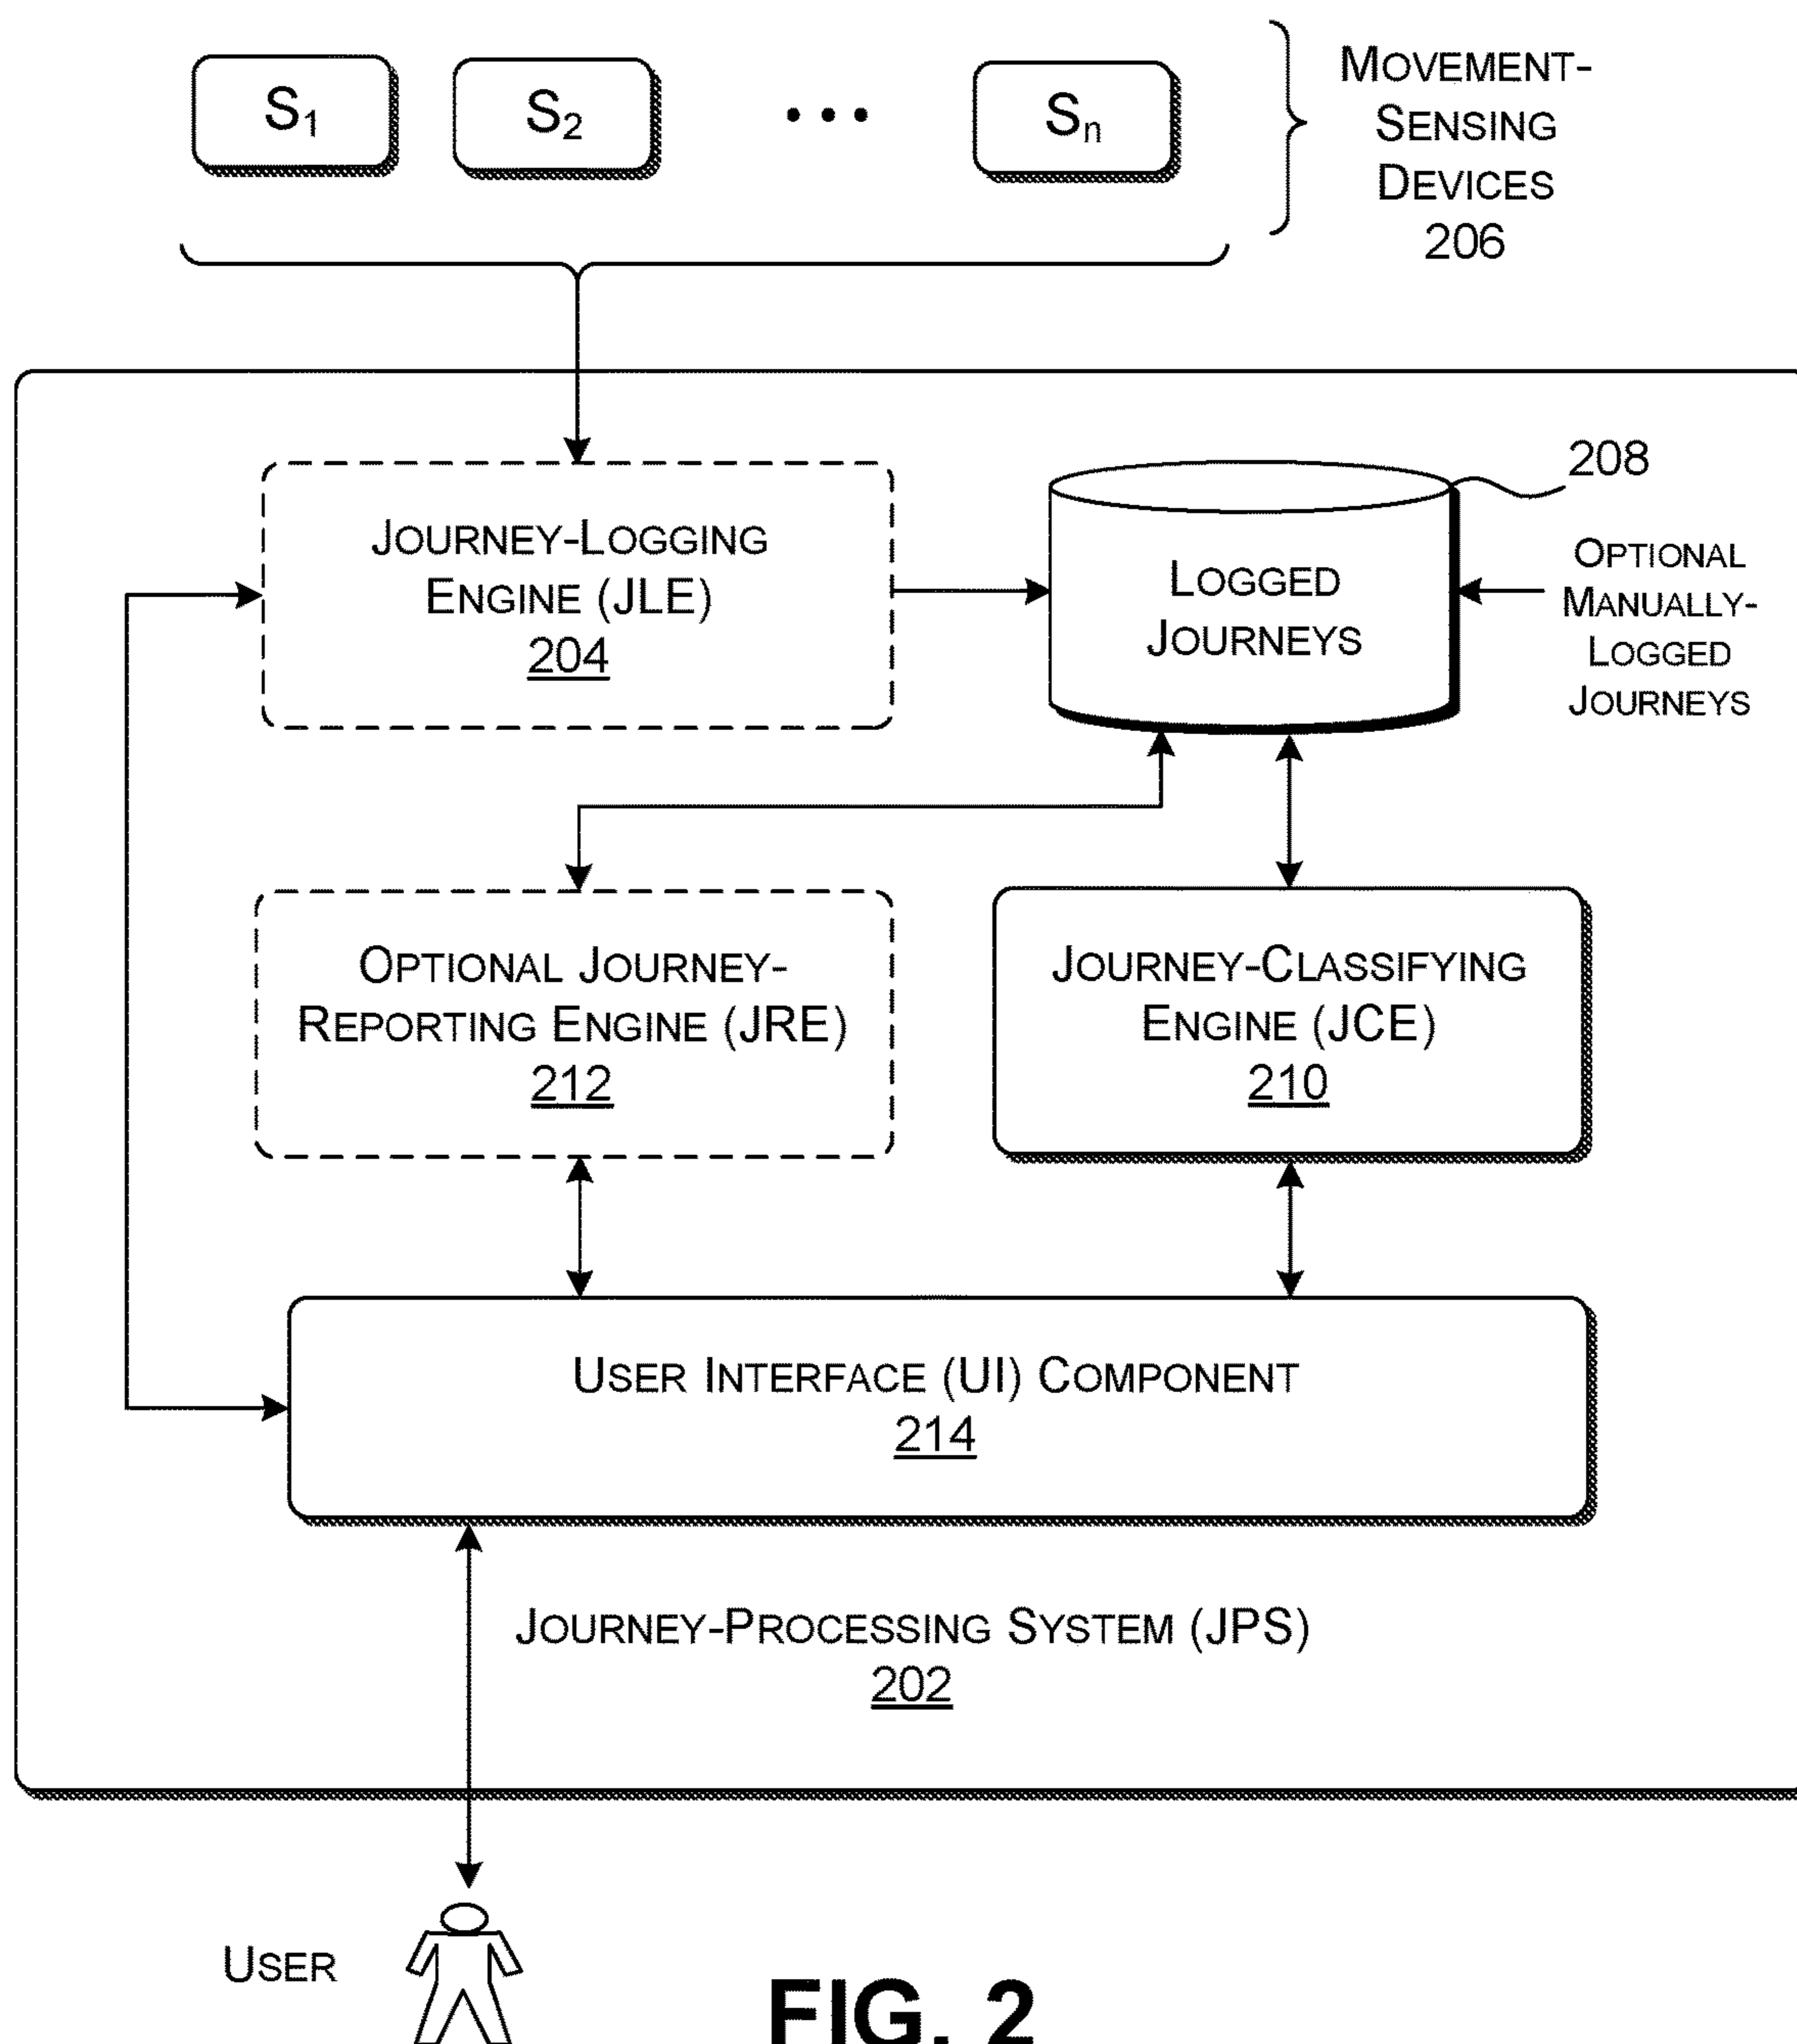 S1
S2
• • •
Sn
MOVEMENT-
SENSING
DEVICES
206
208
JOURNEY-LOGGING
ENGINE (JLE)
204
LOGGED
JOURNEYS
OPTIONAL
MANUALLY-
LOGGED
JOURNEYS
OPTIONAL JOURNEY-
REPORTING ENGINE (JRE)
212
JOURNEY-CLASSIFYING
ENGINE (JCE)
210
USER INTERFACE (UI) COMPONENT
214
JOURNEY-PROCESSING SYSTEM (JPS)
202
USER
FIG. 2